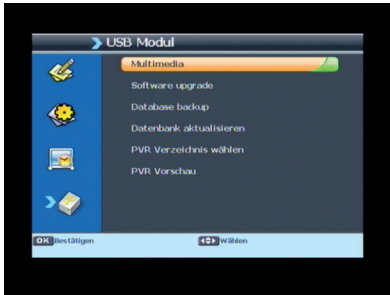 USB Modul
Multimedia
Software upgrade
Database backup
Datenbank aktualisieren
PVR Verzeichnis wählen
PVR Vorschau
OK Bestätigen
Wählen